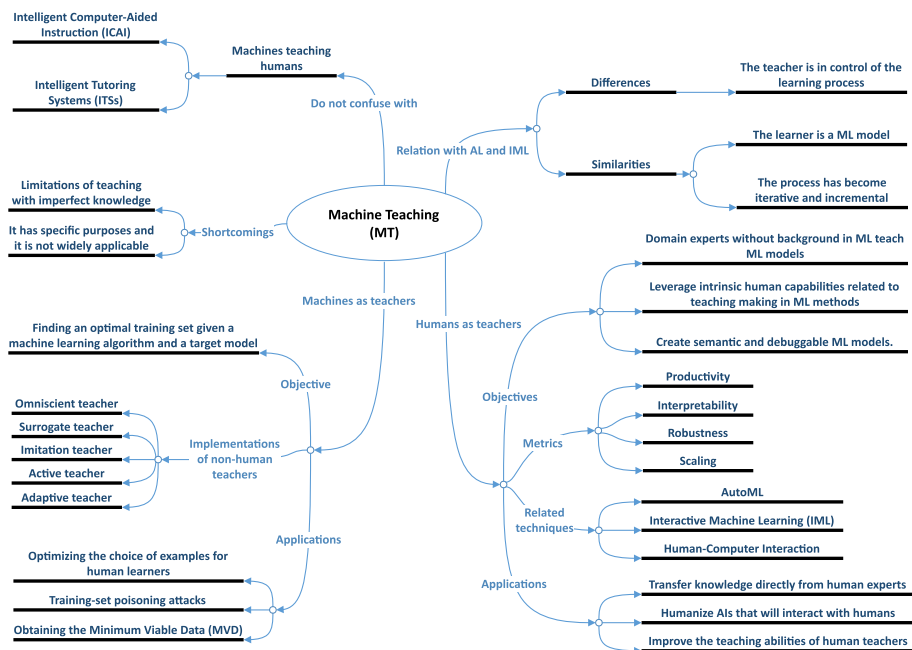 Intelligent Computer-Aided
Instruction (ICAI)
Intelligent Tutoring
Systems (ITSs)
Machines teaching
humans
Do not confuse with
Relation with AL and IML
Differences
The teacher is in control of the
learning process
Similarities
The learner is a ML model
The process has become
iterative and incremental
Machine Teaching
(MT)
Shortcomings
Limitations of teaching
with imperfect knowledge
It has specific purposes and
it is not widely applicable
Machines as teachers
Objective
Finding an optimal training set given a
machine learning algorithm and a target model
Implementations
of non-human
teachers
Omniscient teacher
Surrogate teacher
Imitation teacher
Active teacher
Adaptive teacher
Applications
Optimizing the choice of examples for
human learners
Training-set poisoning attacks
Obtaining the Minimum Viable Data (MVD)
Humans as teachers
Objectives
Domain experts without background in ML teach
ML models
Leverage intrinsic human capabilities related to
teaching making in ML methods
Create semantic and debuggable ML models.
Metrics
Productivity
Interpretability
Robustness
Scaling
Related
techniques
AutoML
Interactive Machine Learning (IML)
Human-Computer Interaction
Applications
Transfer knowledge directly from human experts
Humanize AIs that will interact with humans
Improve the teaching abilities of human teachers